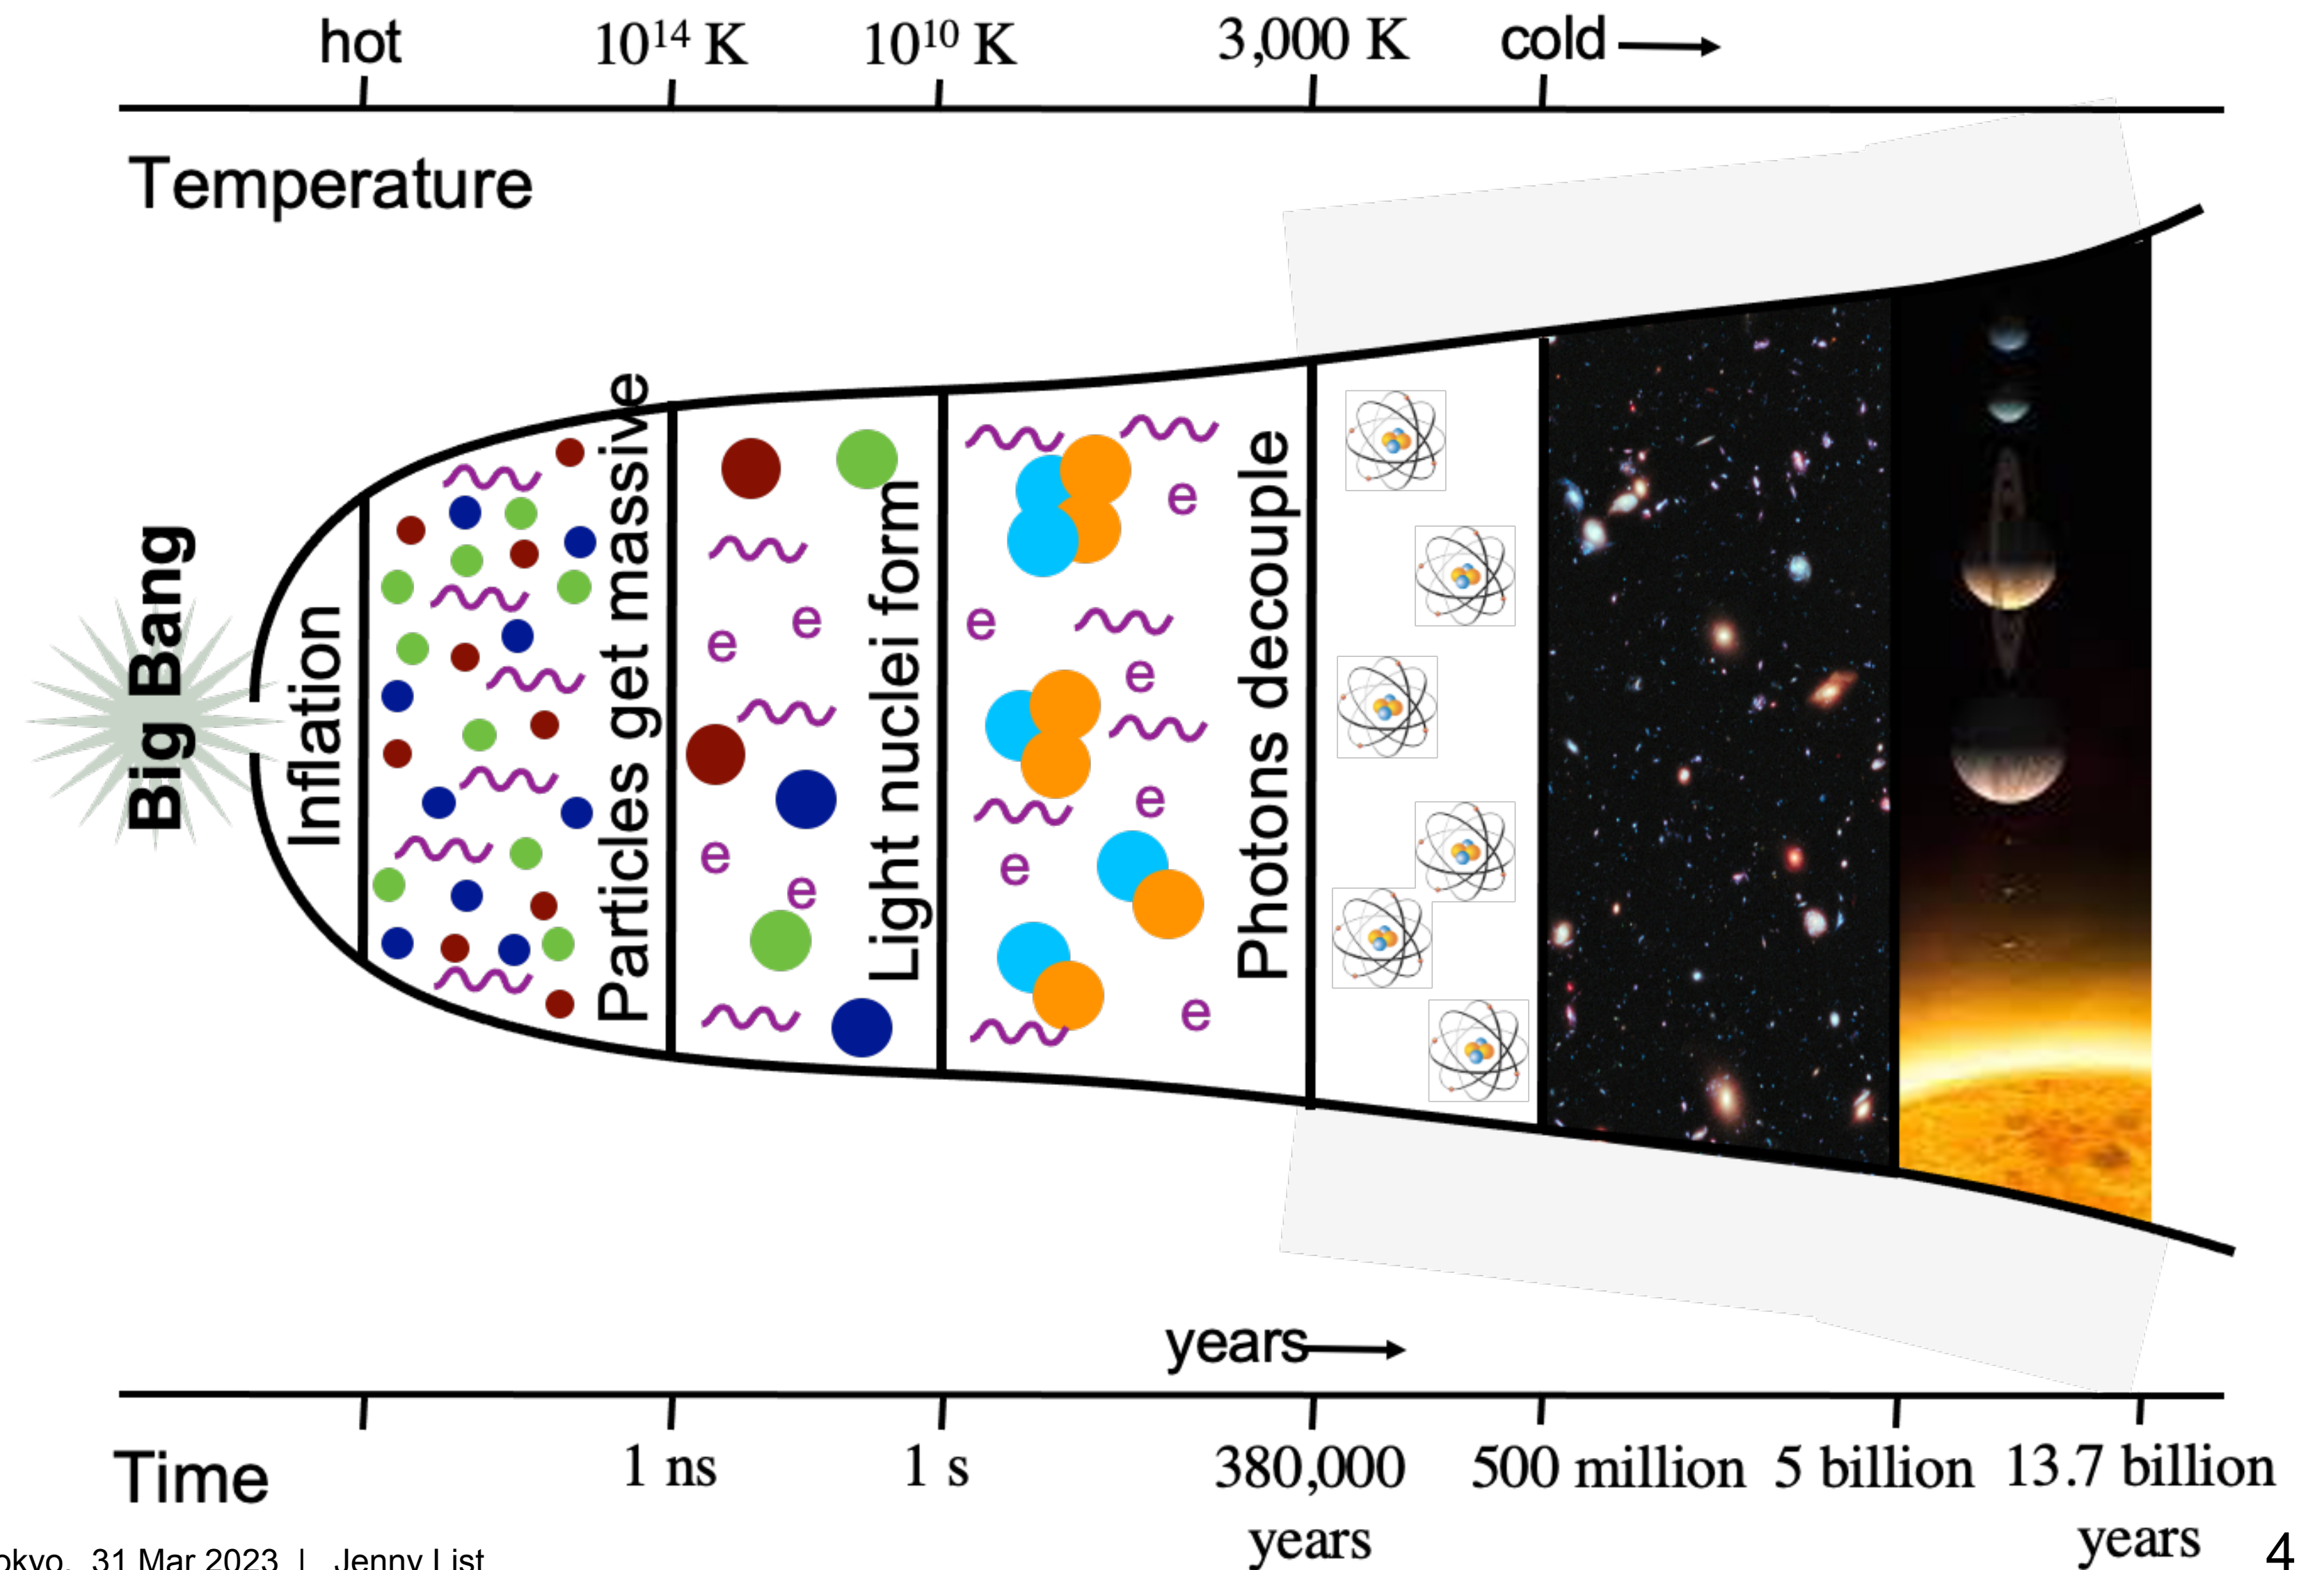 hot
10¹⁴ K
10¹⁰ K
3,000 K
cold
Temperature
Big Bang
Inflation
Particles get massive
Light nuclei form
Photons decouple
e
e
e
e
e
e
e
e
e
e
years
Time
1 ns
1 s
380,000
years
500 million
5 billion
13.7 billion
years
31 Mar 2023 | Jenny List
4